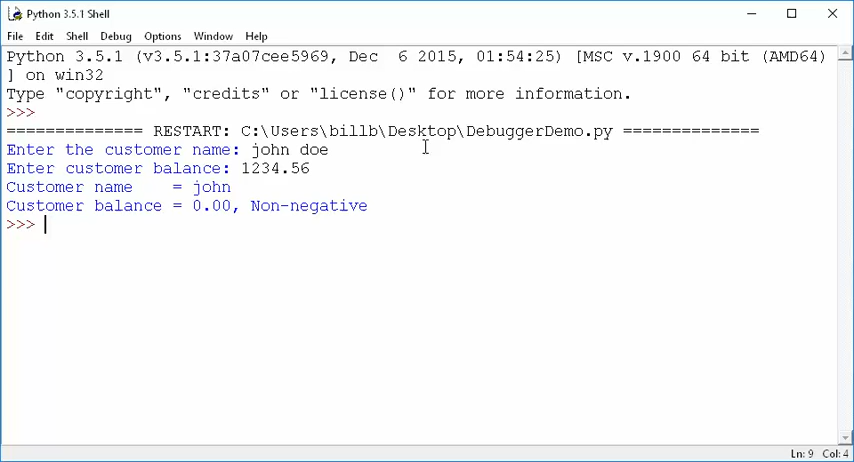 Python 3.5.1 Shell
File Edit Shell Debug Options Window Help
Python 3.5.1 (v3.5.1:37a07cee5969, Dec  6 2015, 01:54:25) [MSC v.1900 64 bit (AMD64)
] on win32
Type "copyright", "credits" or "license()" for more information.
>>>
============== RESTART: C:\Users\billb\Desktop\DebuggerDemo.py ==============
Enter the customer name: john doe
Enter customer balance: 1234.56
Customer name    = john
Customer balance = 0.00, Non-negative
>>>
Ln: 9 Col: 4